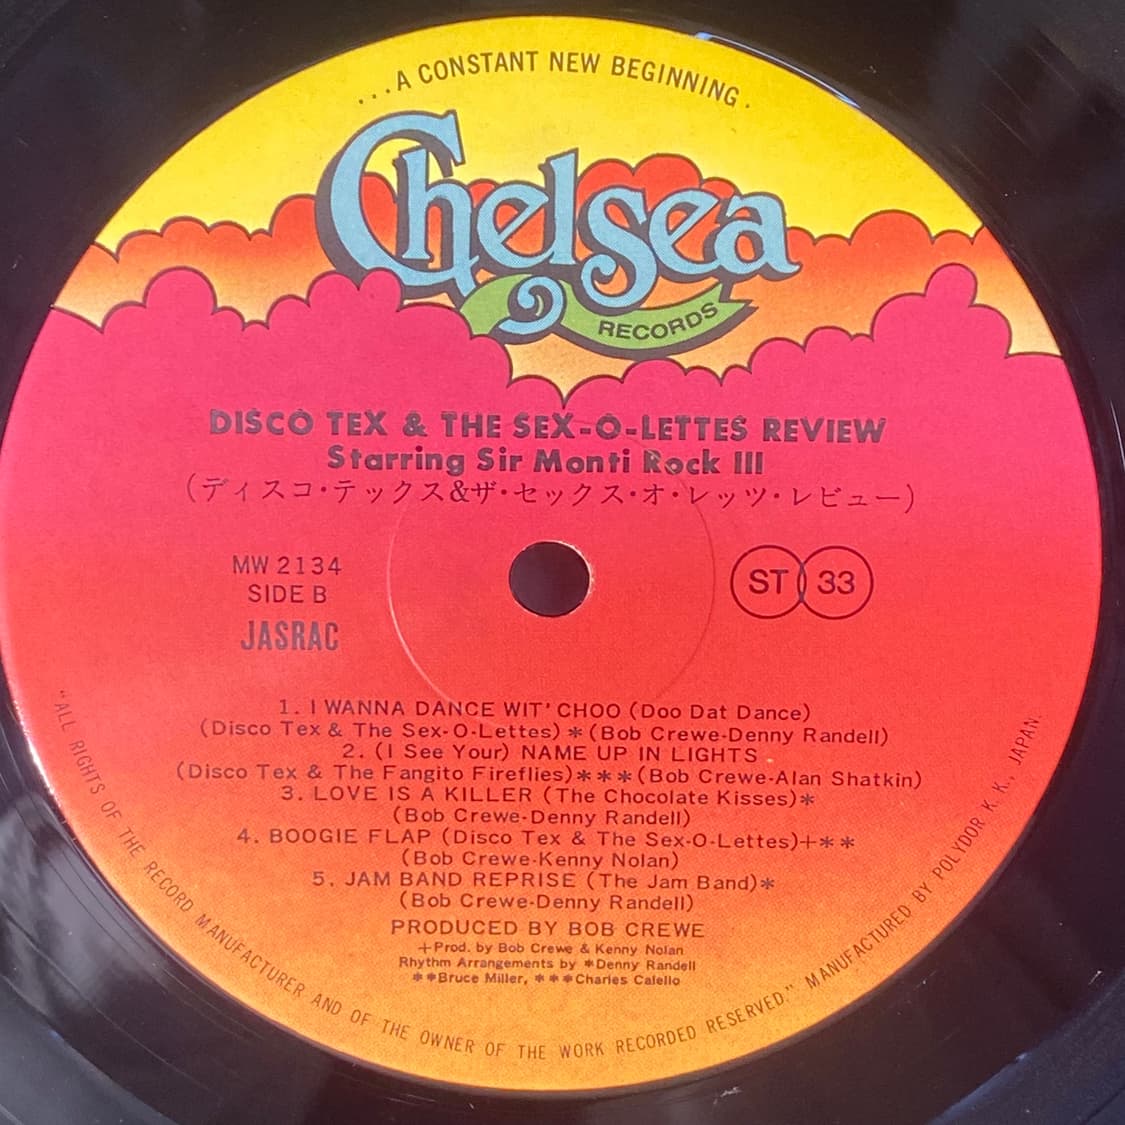 ...A CONSTANT NEW BEGINNING.
Chelsea
RECORDS
DISCO TEX & THE SEX-O-LETTES REVIEW
Starring Sir Monti Rock III
(ディスコ・テックス&ザ・セックス・オ・レッツ・レビュー)
MW 2134
SIDE B
JASRAC
ST 33
1. I WANNA DANCE WIT' CHOO (Doo Dat Dance)
(Disco Tex & The Sex-O-Lettes)*(Bob Crewe-Denny Randell)
2. (I See Your) NAME UP IN LIGHTS
(Disco Tex & The Fangito Fireflies)***(Bob Crewe-Alan Shatkin)
3. LOVE IS A KILLER (The Chocolate Kisses)*
(Bob Crewe-Denny Randell)
4. BOOGIE FLAP (Disco Tex & The Sex-O-Lettes)+**
(Bob Crewe-Kenny Nolan)
5. JAM BAND REPRISE (The Jam Band)*
(Bob Crewe-Denny Randell)
PRODUCED BY BOB CREWE
+Prod. by Bob Crewe & Kenny Nolan
Rhythm Arrangements by *Denny Randell
**Bruce Miller, ***Charles Calello
"ALL RIGHTS OF THE RECORD MANUFACTURER AND OF THE OWNER OF THE WORK RECORDED RESERVED." MANUFACTURED BY POLYDOR K.K., JAPAN.